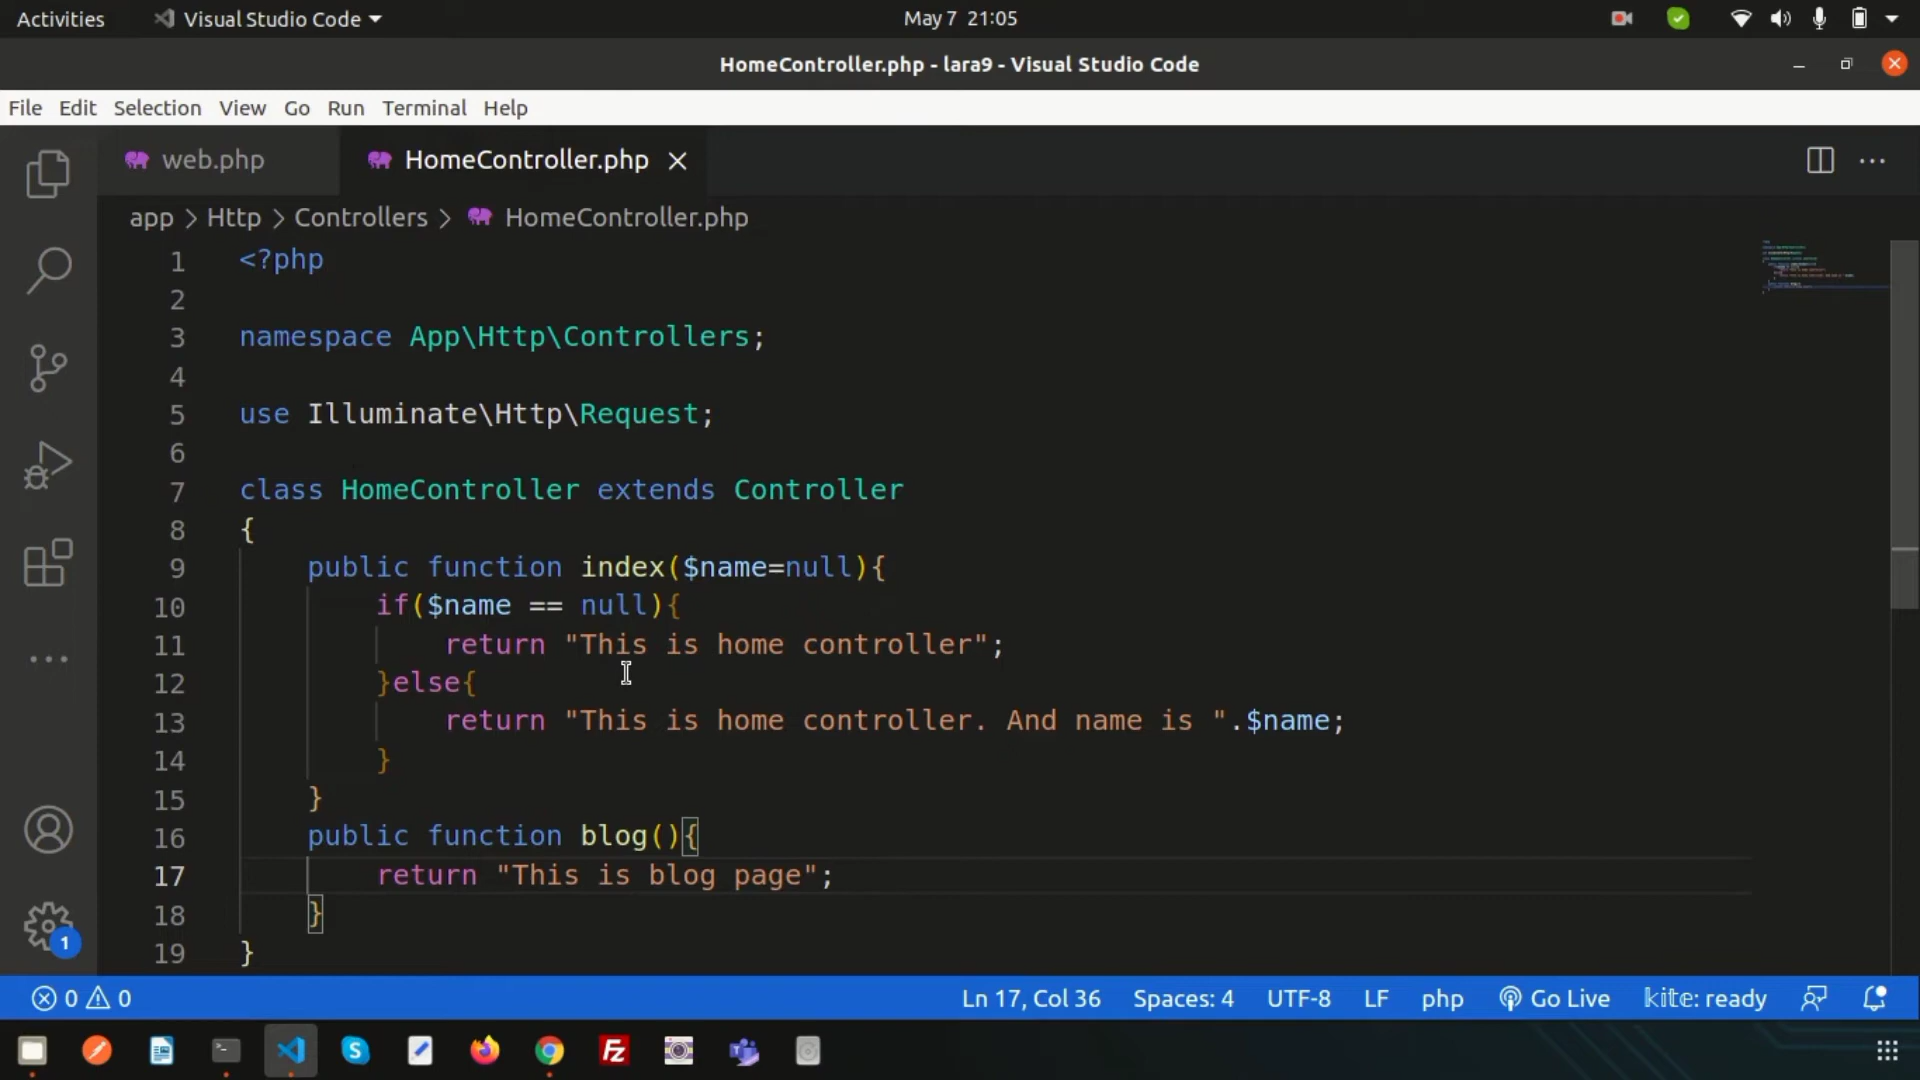 Activities Visual Studio Code May 7 21:05
HomeController.php - lara9 - Visual Studio Code
File Edit Selection View Go Run Terminal Help
web.php HomeController.php
app > Http > Controllers > HomeController.php
1 <?php
2
3 namespace App\Http\Controllers;
4
5 use Illuminate\Http\Request;
6
7 class HomeController extends Controller
8 {
9 public function index($name=null){
10 if($name == null){
11 return "This is home controller";
12 }else{
13 return "This is home controller. And name is ".$name;
14 }
15 }
16 public function blog(){
17 return "This is blog page";
18 }
19 }
1
0 0 Ln 17, Col 36 Spaces: 4 UTF-8 LF php Go Live kite: ready